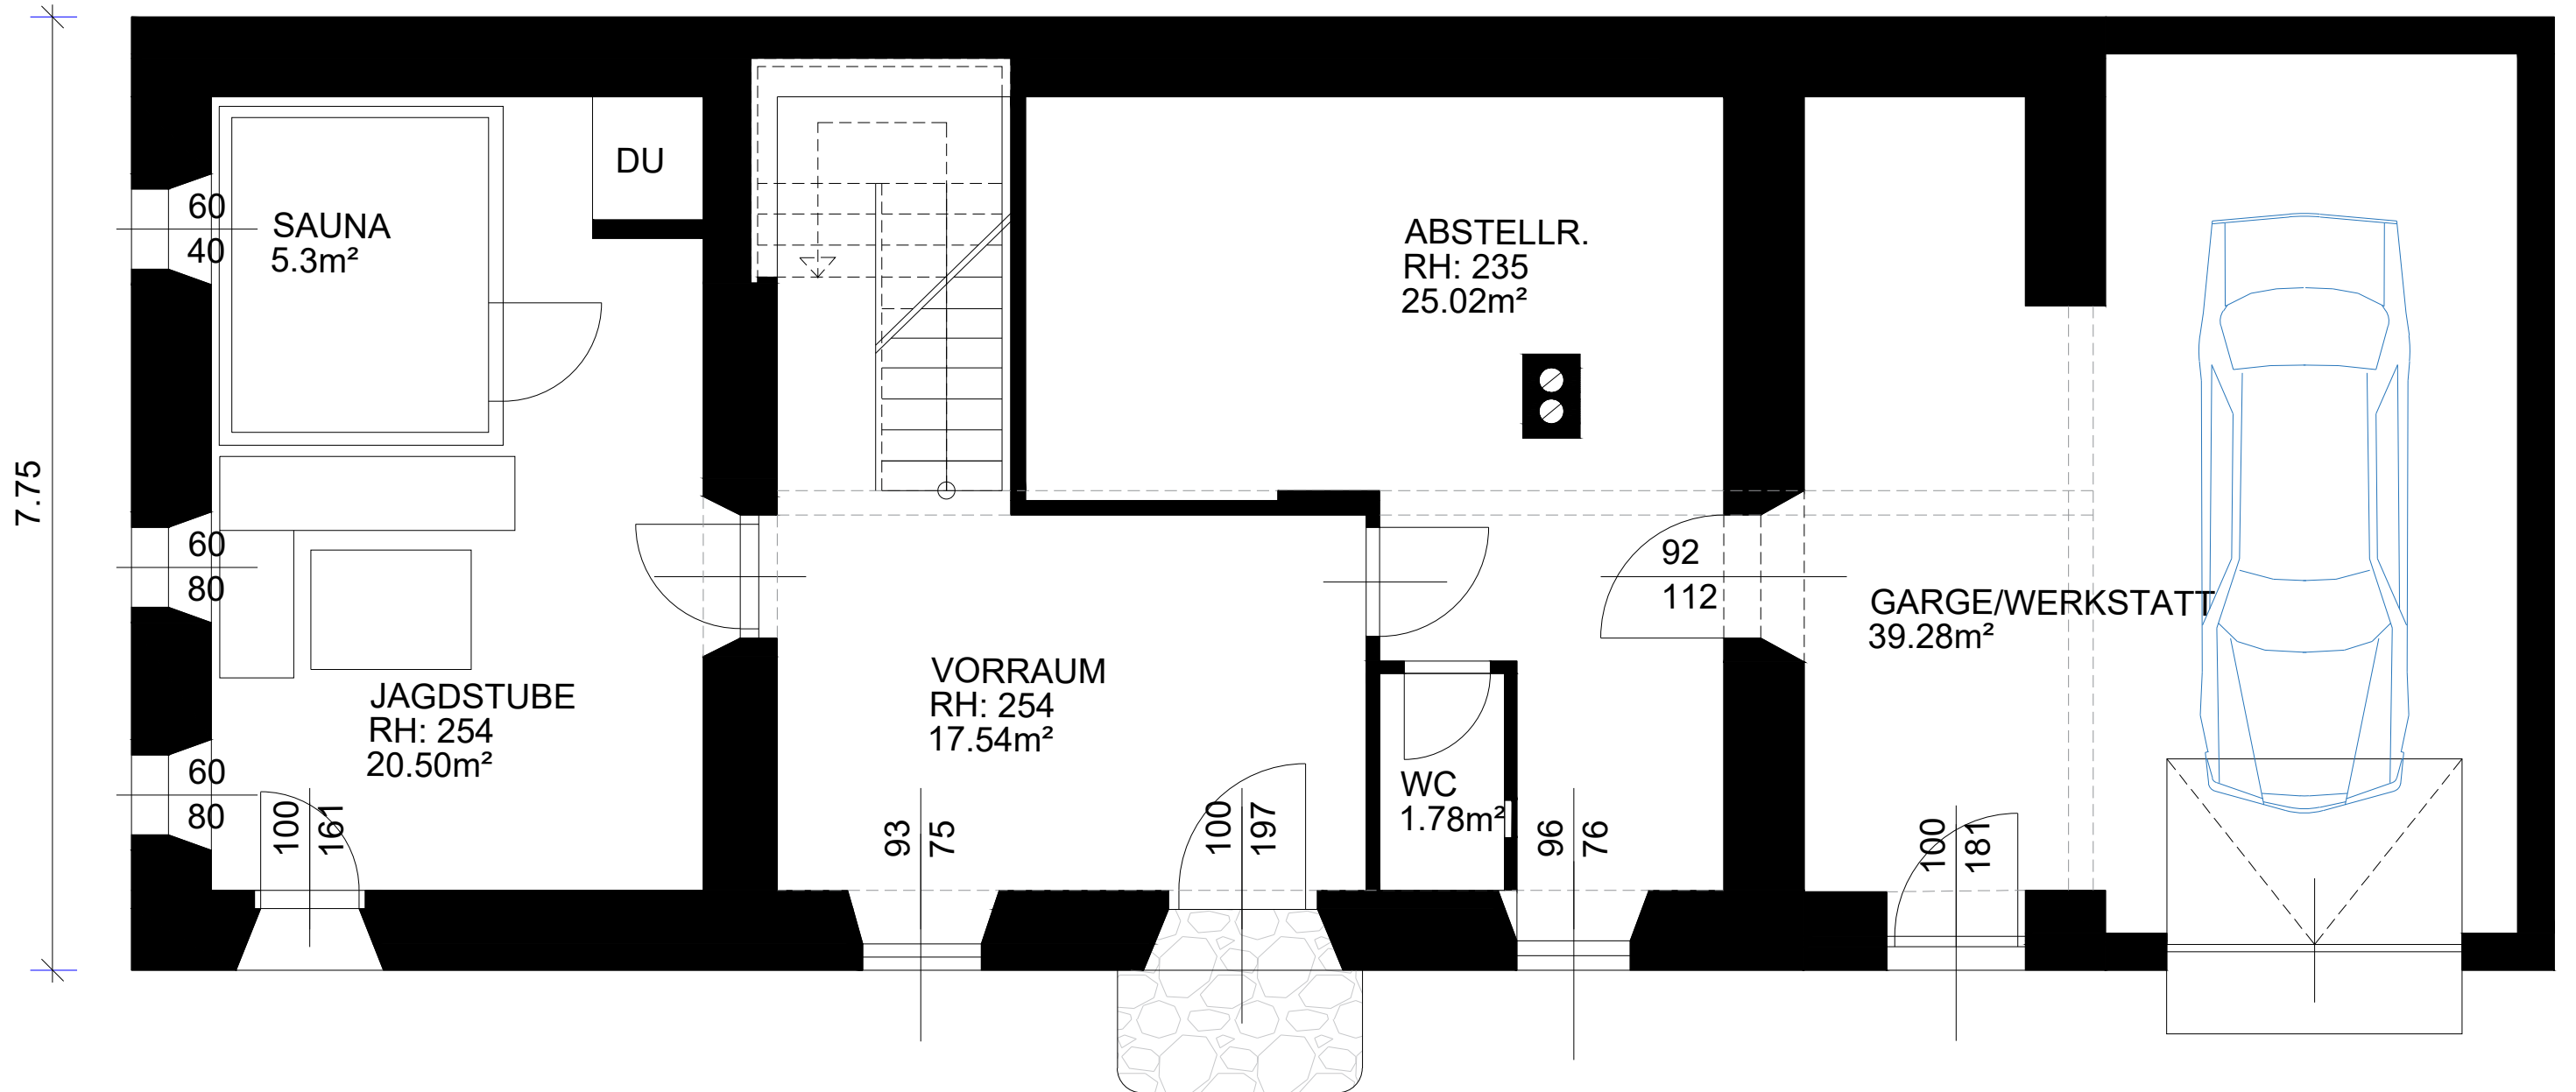 7.75
60
40
SAUNA
5.3m²
DU
ABSTELLR.
RH: 235
25.02m²
60
80
92
112
GARGE/WERKSTATT
39.28m²
JAGDSTUBE
RH: 254
20.50m²
VORRAUM
RH: 254
17.54m²
60
80
WC
1.78m²
100
161
93
75
100
197
96
76
100
181